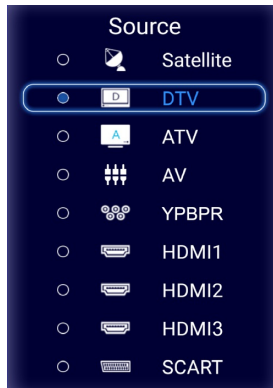 Source
Satellite
D DTV
A ATV
AV
YPBPR
HDMI1
HDMI2
HDMI3
SCART